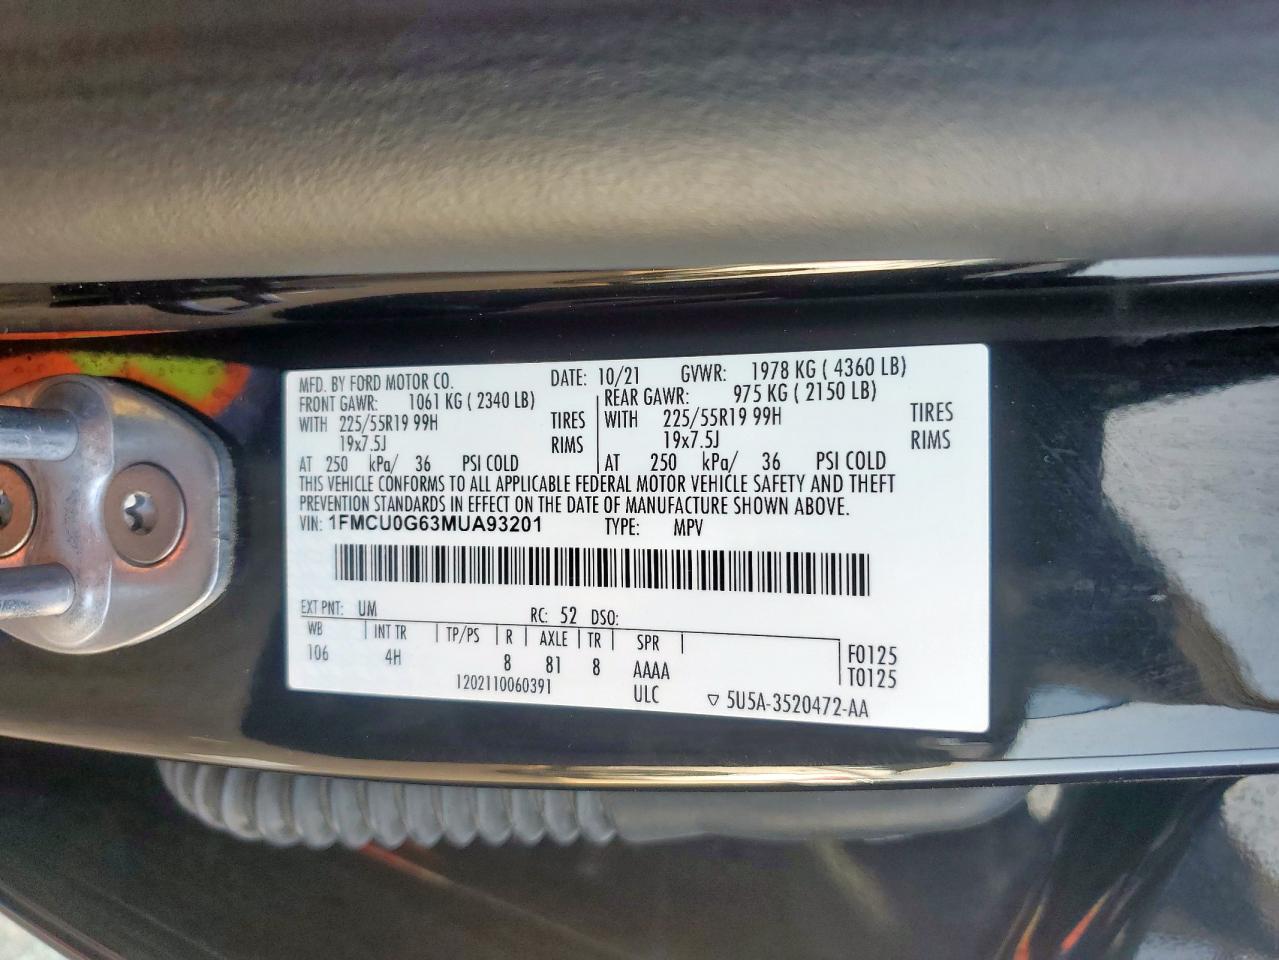 MFD. BY FORD MOTOR CO. DATE: 10/21 GVWR: 1978 KG ( 4360 LB)
FRONT GAWR: 1061 KG ( 2340 LB) REAR GAWR: 975 KG ( 2150 LB)
WITH 225/55R19 99H TIRES WITH 225/55R19 99H TIRES
19x7.5J RIMS 19x7.5J RIMS
AT 250 kPa/ 36 PSI COLD AT 250 kPa/ 36 PSI COLD
THIS VEHICLE CONFORMS TO ALL APPLICABLE FEDERAL MOTOR VEHICLE SAFETY AND THEFT
PREVENTION STANDARDS IN EFFECT ON THE DATE OF MANUFACTURE SHOWN ABOVE.
VIN: 1FMCU0G63MUA93201 TYPE: MPV
EXT PNT: UM RC: 52 DSO:
WB INT TR TP/PS R AXLE TR SPR F0125
106 4H 8 81 8 AAAA T0125
1202110060391 ULC ▽ 5U5A-3520472-AA